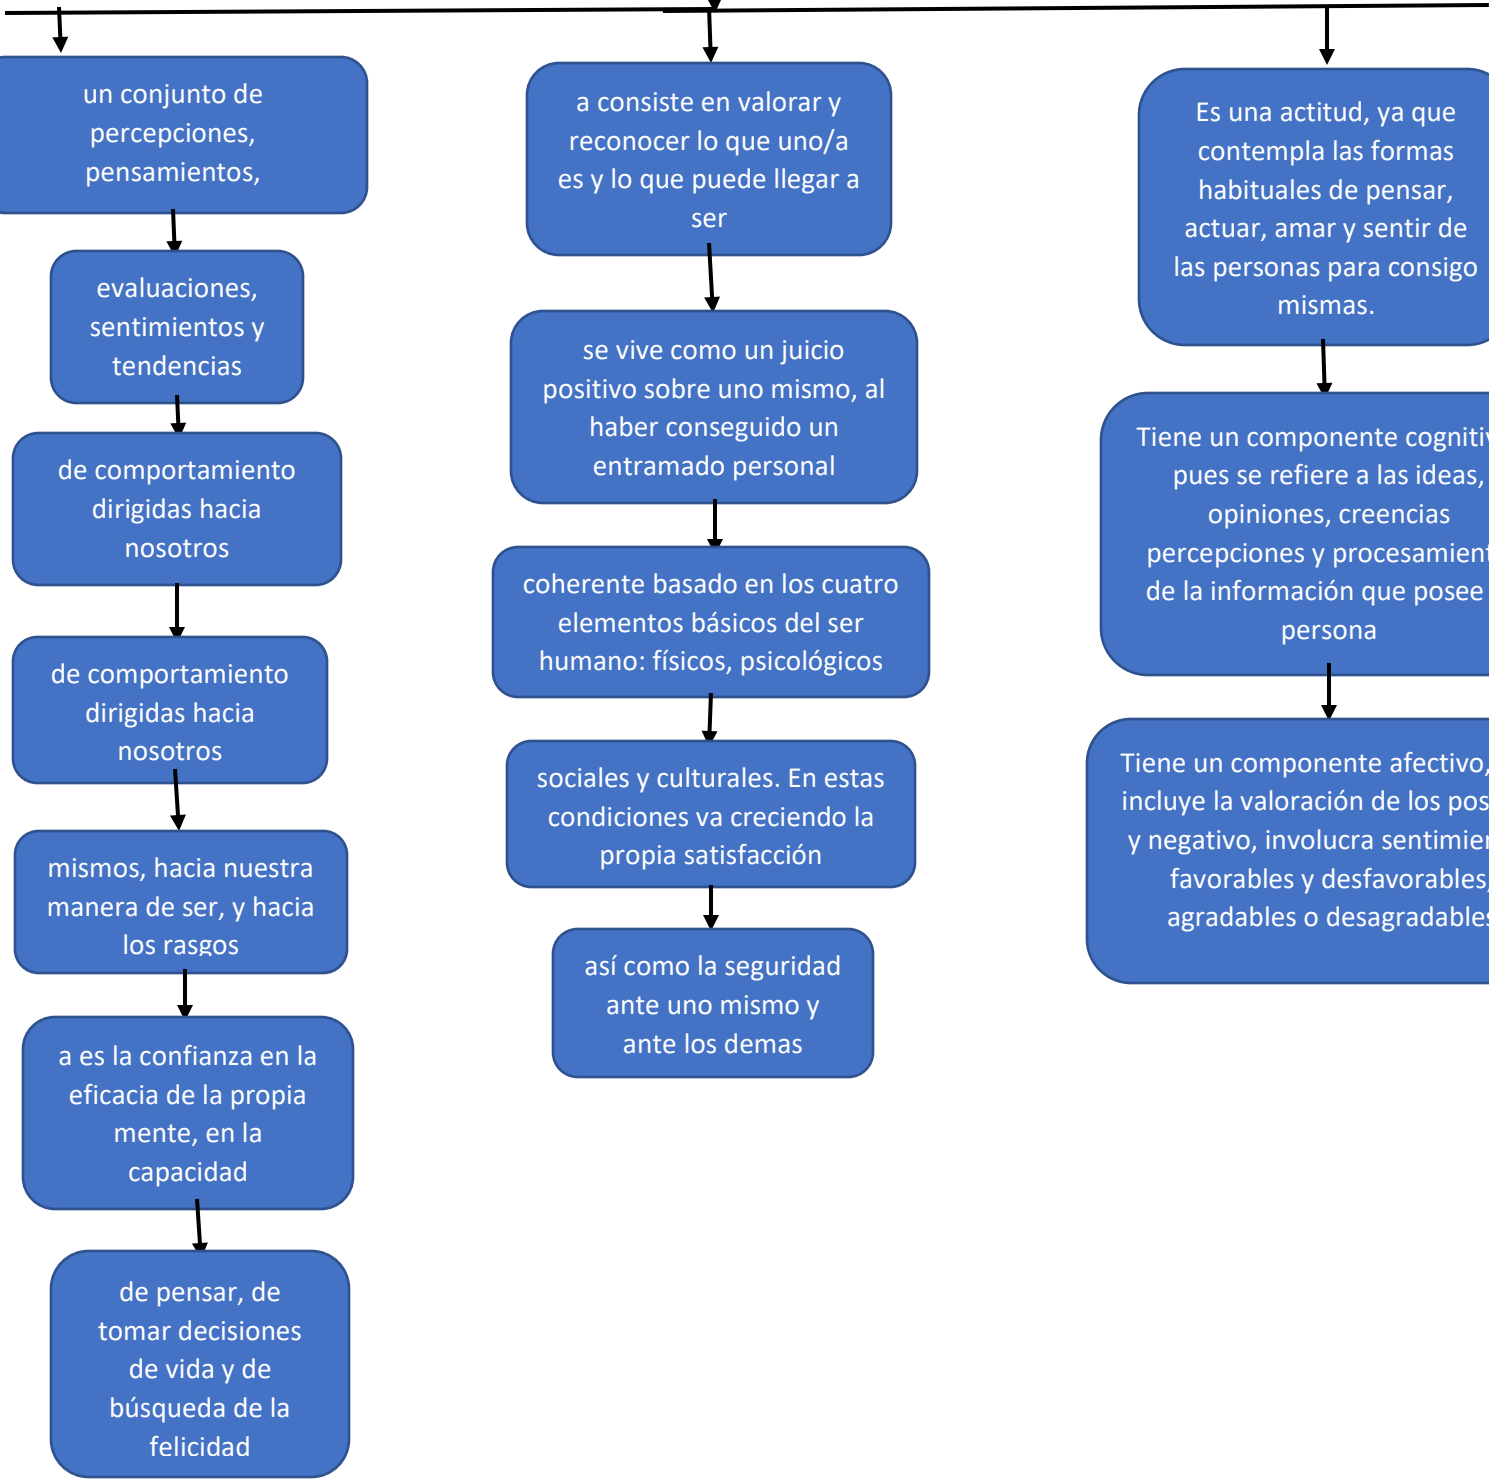 un conjunto de
percepciones,
pensamientos,
evaluaciones,
sentimientos y
tendencias
de comportamiento
dirigidas hacia
nosotros
de comportamiento
dirigidas hacia
nosotros
mismos, hacia nuestra
manera de ser, y hacia
los rasgos
a es la confianza en la
eficacia de la propia
mente, en la
capacidad
de pensar, de
tomar decisiones
de vida y de
búsqueda de la
felicidad
a consiste en valorar y
reconocer lo que uno/a
es y lo que puede llegar a
ser
se vive como un juicio
positivo sobre uno mismo, al
haber conseguido un
entramado personal
coherente basado en los cuatro
elementos básicos del ser
humano: físicos, psicológicos
sociales y culturales. En estas
condiciones va creciendo la
propia satisfacción
así como la seguridad
ante uno mismo y
ante los demas
Es una actitud, ya que
contempla las formas
habituales de pensar,
actuar, amar y sentir de
las personas para consigo
mismas.
Tiene un componente
pues se refiere a las ideas,
opiniones, creencias
percepciones y
de la información que posee
persona
Tiene un componente afectivo,
incluye la valoración de los
y negativo, involucra
favorables y desfavorables,
agradables o